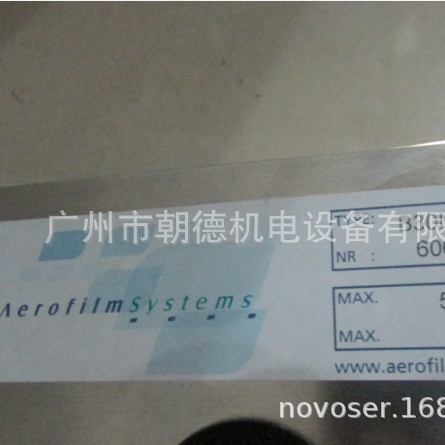 TYPE: B30
广州市朝德机电设备有限
NR : 600
AerofilmSystems
MAX. 5
MAX.
www.aerofil
novoser.168